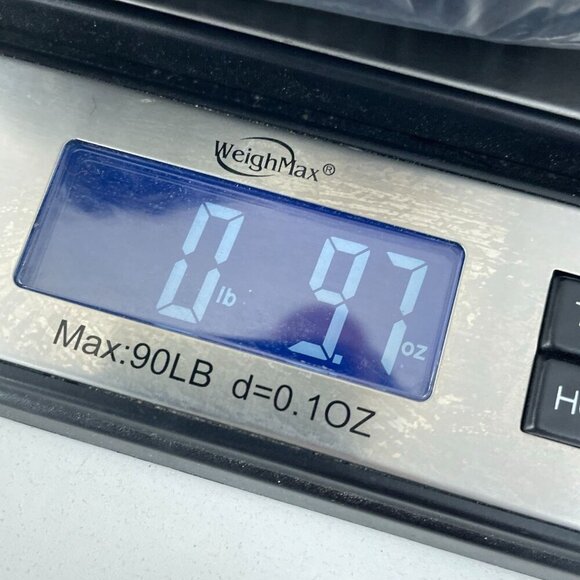 WeighMax®
0 lb 9.7 oz
Max:90LB d=0.1OZ
H